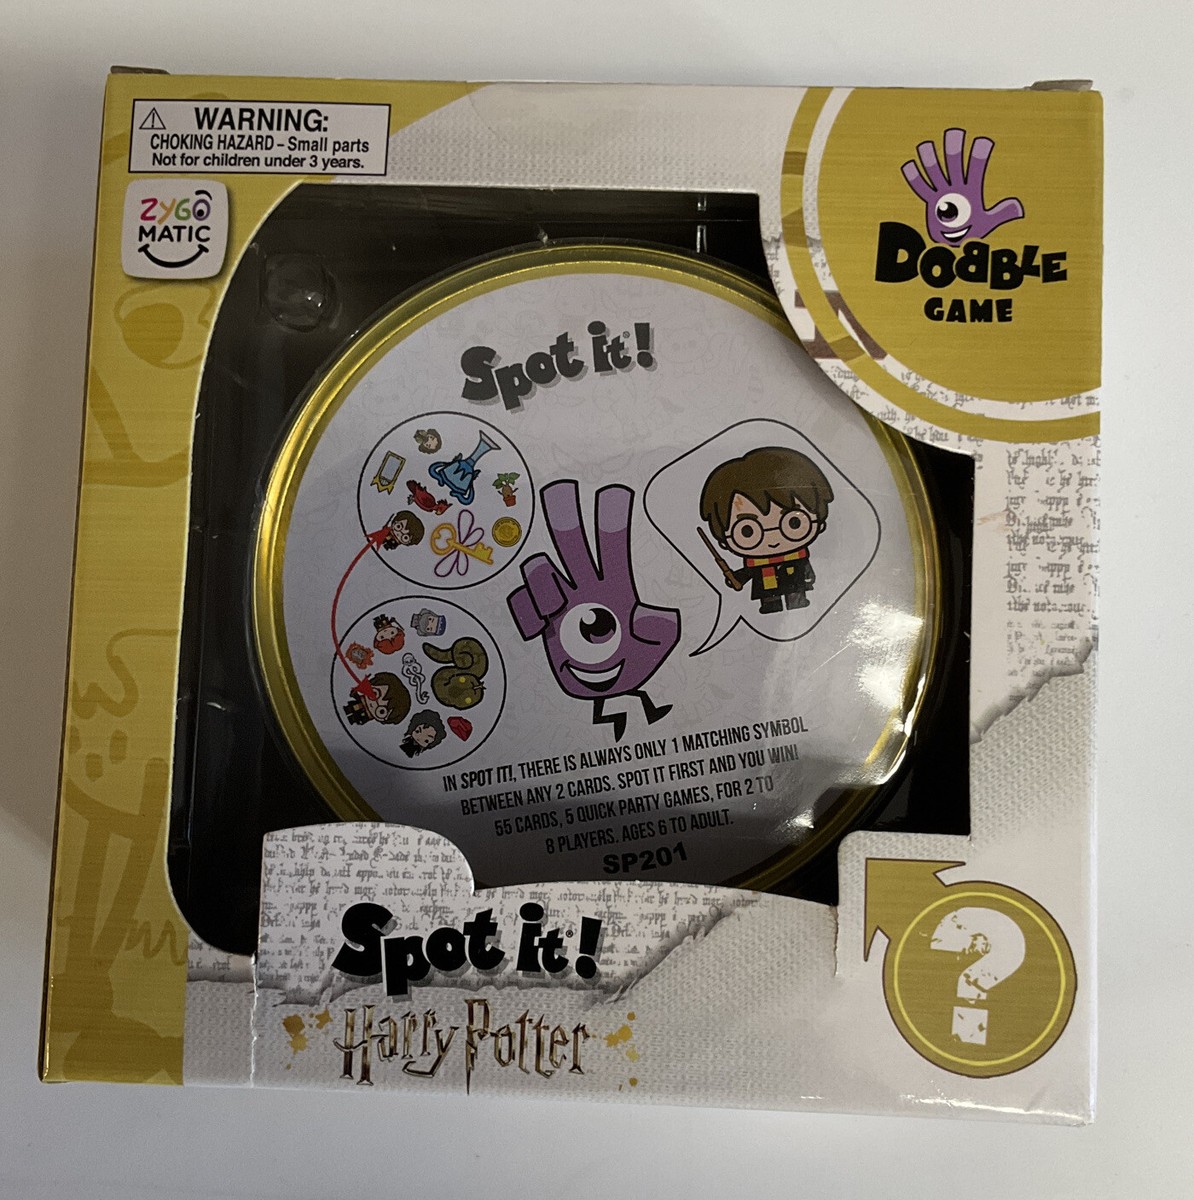 WARNING:
CHOKING HAZARD – Small parts
Not for children under 3 years.
ZYGO
MATIC
DOBBLE
GAME
Spot it!
IN SPOT IT!, THERE IS ALWAYS ONLY 1 MATCHING SYMBOL
BETWEEN ANY 2 CARDS. SPOT IT FIRST AND YOU WIN!
55 CARDS, 5 QUICK PARTY GAMES, FOR 2 TO
8 PLAYERS. AGES 6 TO ADULT.
SP201
Spot it!®
Harry Potter
?